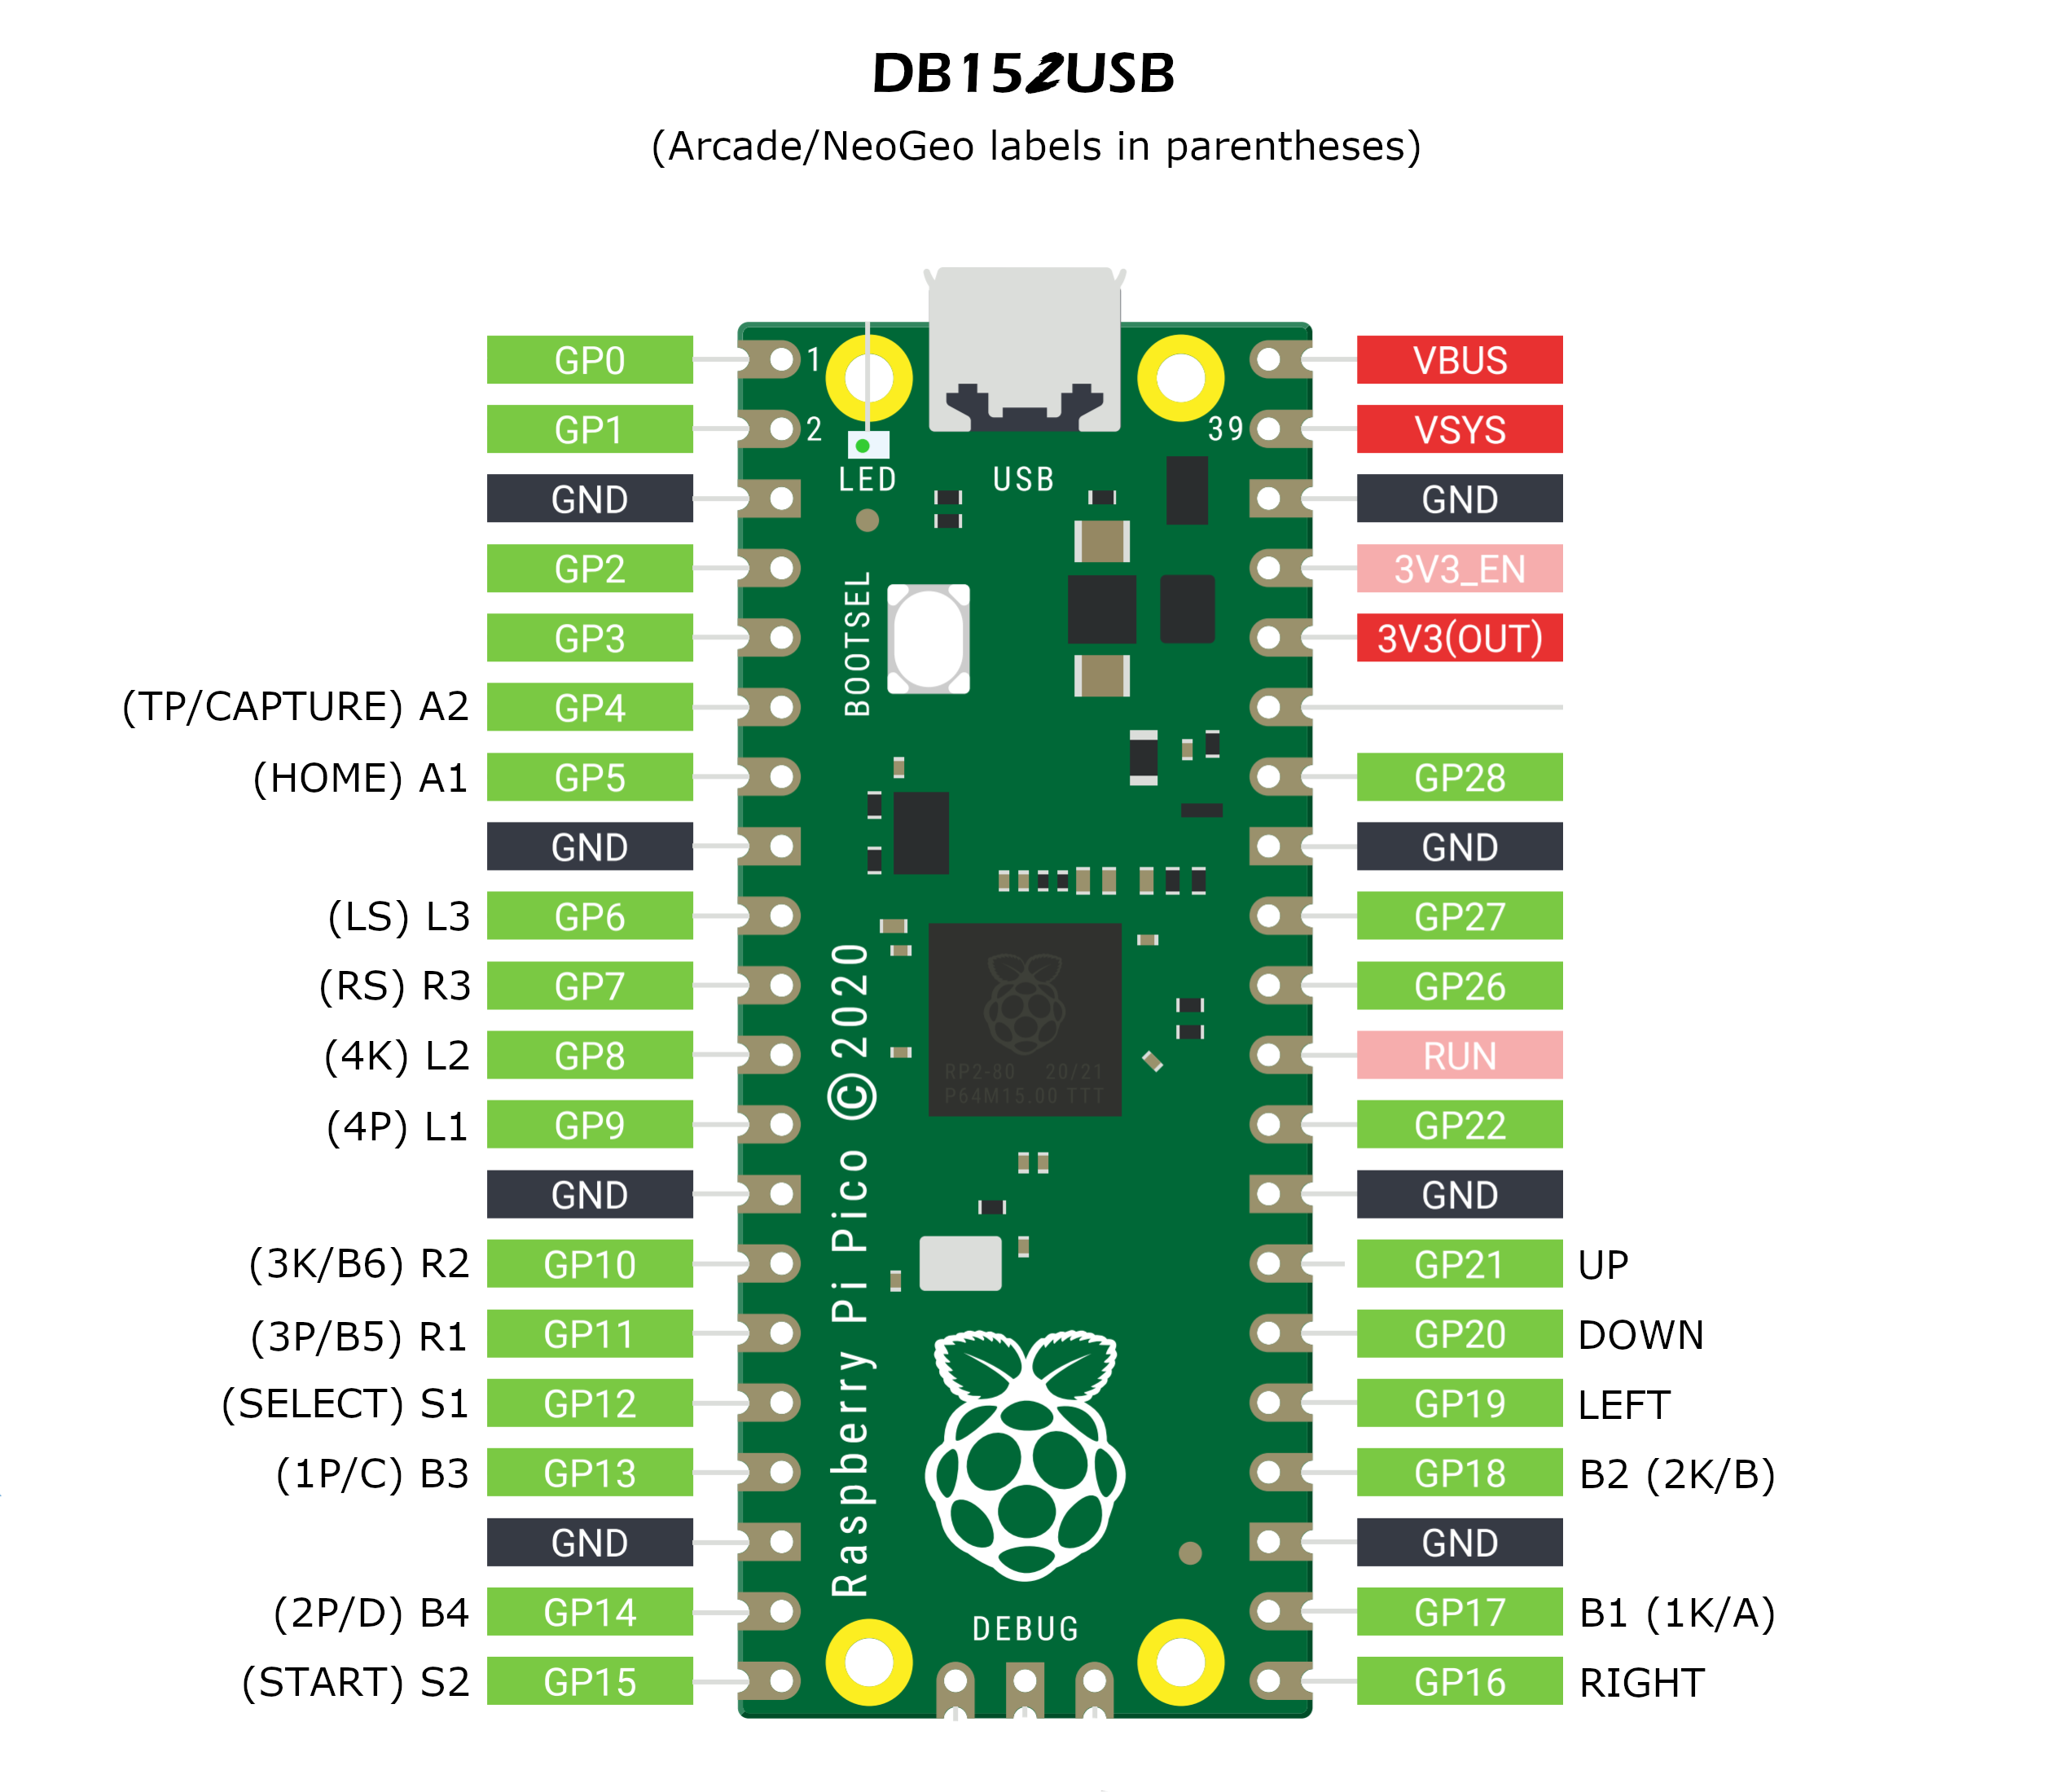 DB152USB
(Arcade/NeoGeo labels in parentheses)
GP0 1 VBUS
GP1 2 39 VSYS
LED USB
GND GND
GP2 3V3_EN
BOOTSEL
GP3 3V3(OUT)
(TP/CAPTURE) A2 GP4
(HOME) A1 GP5 GP28
GND GND
(LS) L3 GP6 GP27
(RS) R3 GP7 GP26
(4K) L2 GP8 RUN
RP2-80 20/21
P64M15.00 TTT
(4P) L1 GP9 GP22
GND GND
Raspberry Pi Pico ©2020
(3K/B6) R2 GP10 GP21 UP
(3P/B5) R1 GP11 GP20 DOWN
(SELECT) S1 GP12 GP19 LEFT
(1P/C) B3 GP13 GP18 B2 (2K/B)
GND GND
(2P/D) B4 GP14 GP17 B1 (1K/A)
DEBUG
(START) S2 GP15 GP16 RIGHT